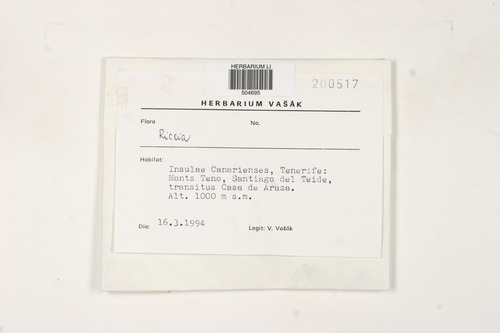 HERBARIUM LI
504695
200517
HERBARIUM VAŠÁK
Flora No.
Riccia
Habitat:
Insulae Canarienses, Tenerife:
Monts Teno, Santiago del Teide,
transitus Casa de Araza.
Alt. 1000 m s.m.
Die: 16.3.1994 Legit: V. Vašák